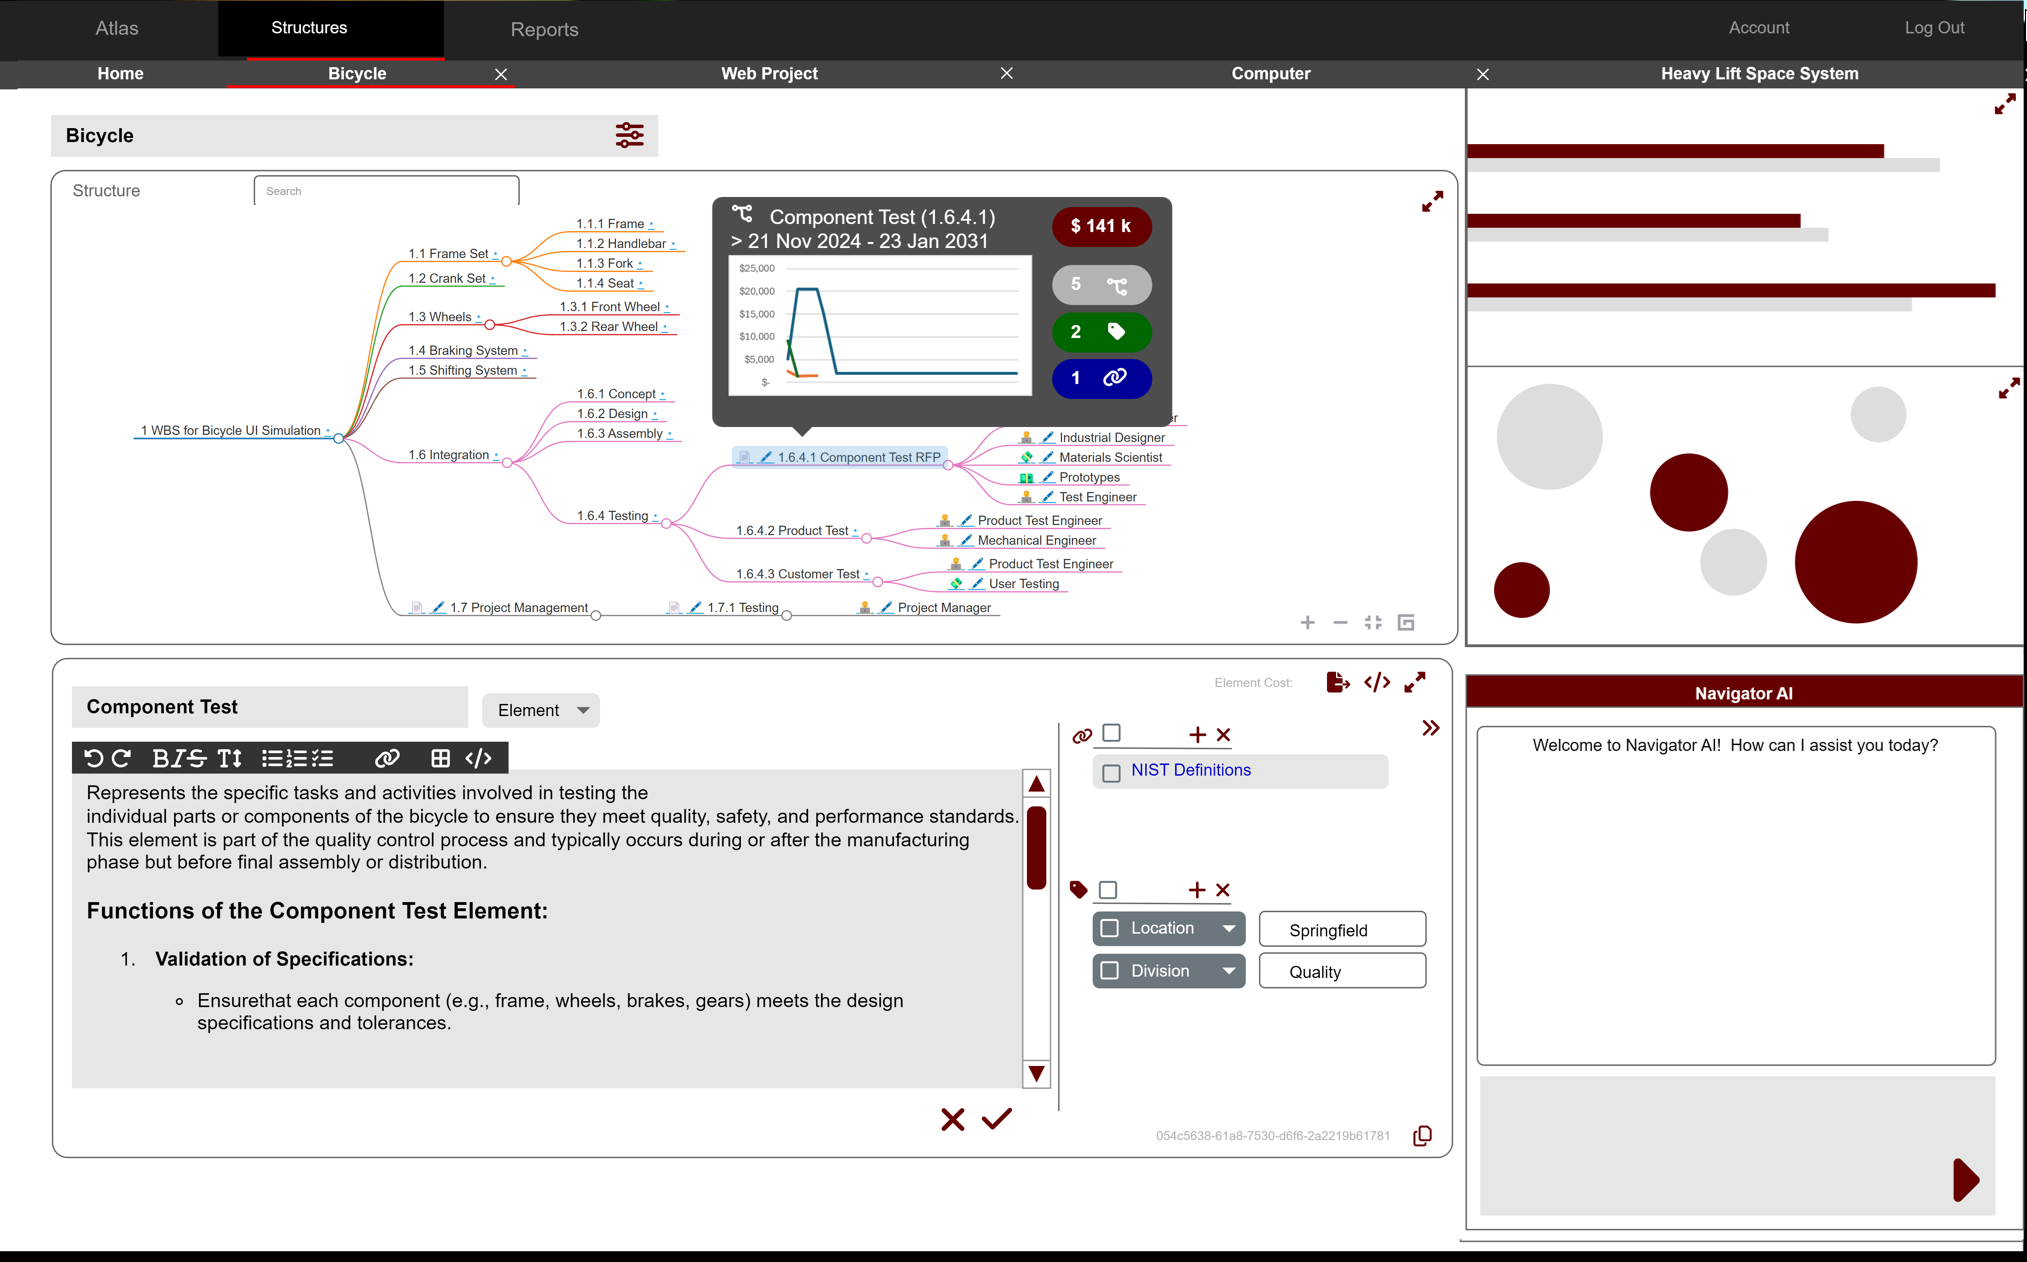 Atlas
Structures
Reports
Account
Log Out
Home
Bicycle
Web Project
Computer
Heavy Lift Space System
Bicycle
Structure
Search
1 WBS for Bicycle UI Simulation
1.1 Frame Set
1.1.1 Frame
1.1.2 Handlebar
1.1.3 Fork
1.1.4 Seat
1.2 Crank Set
1.3 Wheels
1.3.1 Front Wheel
1.3.2 Rear Wheel
1.4 Braking System
1.5 Shifting System
1.6 Integration
1.6.1 Concept
1.6.2 Design
1.6.3 Assembly
1.6.4 Testing
1.6.4.1 Component Test RFP
Industrial Designer
Materials Scientist
Prototypes
Test Engineer
1.6.4.2 Product Test
Product Test Engineer
Mechanical Engineer
1.6.4.3 Customer Test
Product Test Engineer
User Testing
1.7 Project Management
1.7.1 Testing
Project Manager
Component Test (1.6.4.1)
> 21 Nov 2024 - 23 Jan 2031
$25,000
$20,000
$15,000
$10,000
$5,000
$-
$ 141 k
5
2
1
Component Test
Element
Element Cost:
B I S T
Represents the specific tasks and activities involved in testing the
individual parts or components of the bicycle to ensure they meet quality, safety, and performance standards.
This element is part of the quality control process and typically occurs during or after the manufacturing
phase but before final assembly or distribution.
Functions of the Component Test Element:
1. Validation of Specifications:
Ensurethat each component (e.g., frame, wheels, brakes, gears) meets the design
specifications and tolerances.
NIST Definitions
Location
Springfield
Division
Quality
054c5638-61a8-7530-d6f6-2a2219b61781
Navigator AI
Welcome to Navigator AI! How can I assist you today?